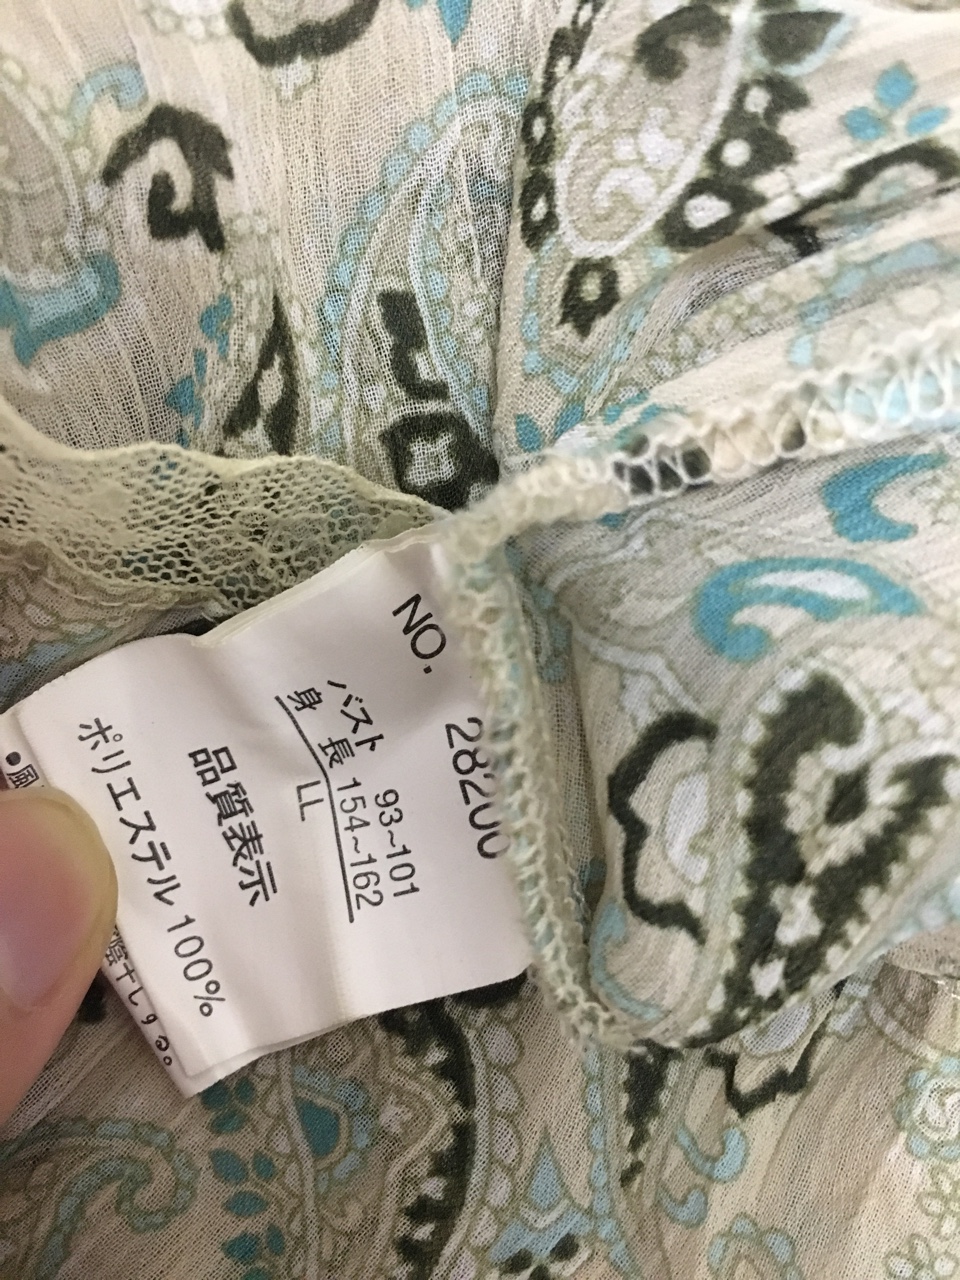 NO. 28200
バスト 93~101
身長 154~162
LL
品質表示
ポリエステル 100%